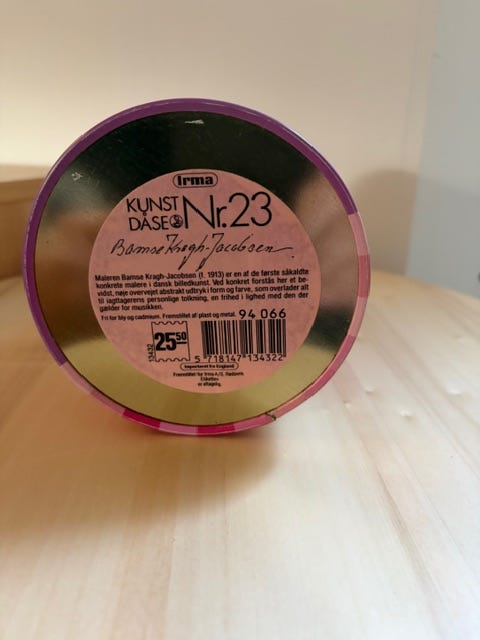 Irma
KUNST
DÅSE Nr.23
Bamse Kragh-Jacobsen
Maleren Bamse Kragh-Jacobsen (f. 1913) er en af de første såkaldte
konkrete malere i dansk billedkunst. Ved konkret forstås her et be-
vidst, nøje overvejet abstrakt udtryk i form og farve, som overlader alt
til iagttagerens personlige tolkning, en frihed i lighed med den der
gælder for musikken.
Fri for bly og cadmium. Fremstillet af plast og metal. 94 066
13432
25 50
5 718147 134322
Importeret fra England
Fremstillet for Irma A/S, Rødovre.
Etiketten
er aftagelig.